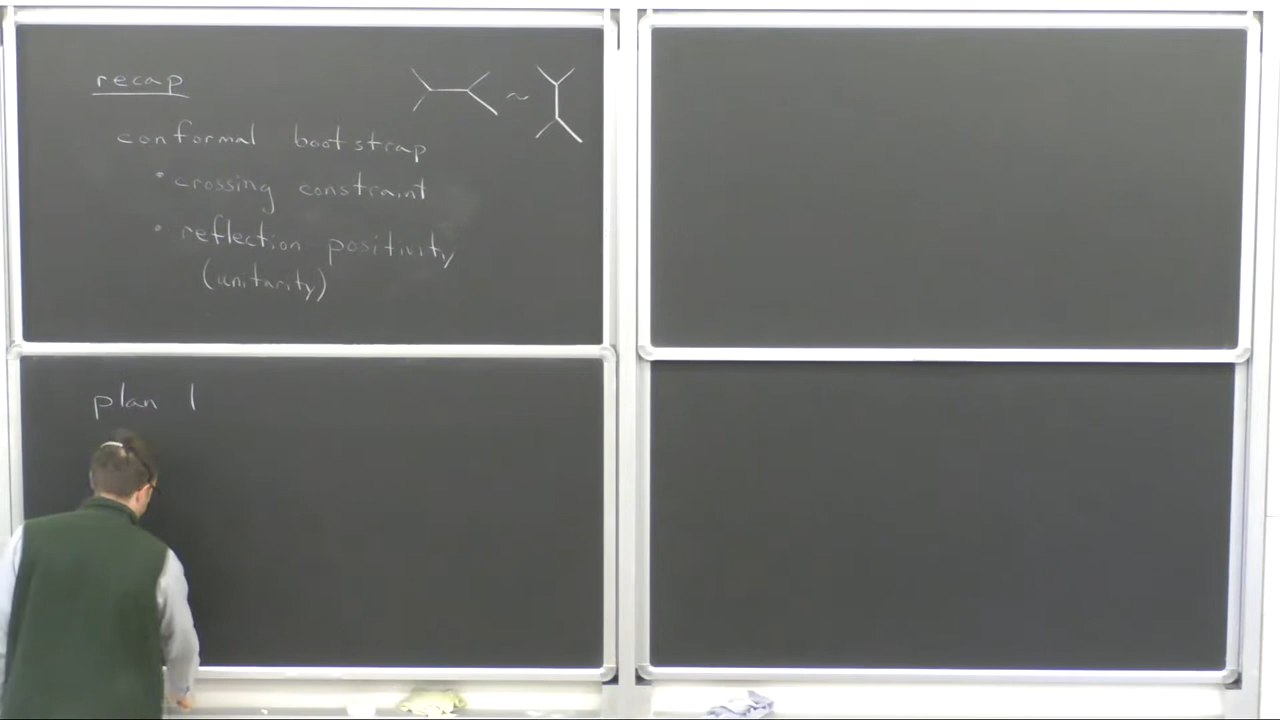 recap
~
conformal bootstrap
• crossing constraint
• reflection positivity
(unitarity)
plan 1